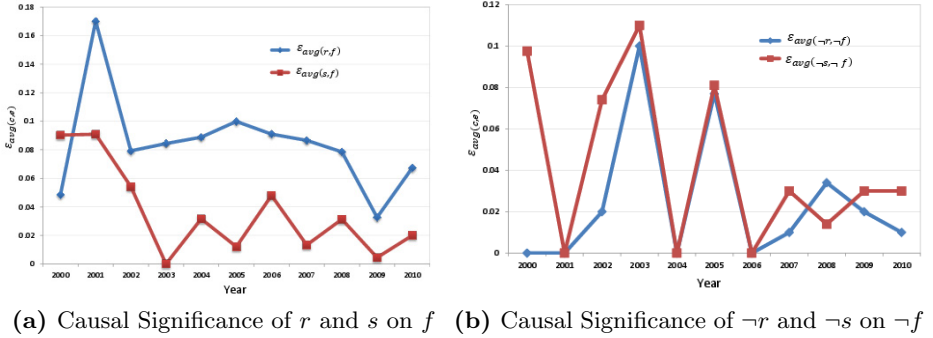 0.18
0.16
0.14
0.12
0.1
0.08
0.06
0.04
0.02
0
ε_avg(c,e)
ε_avg(r,f)
ε_avg(s,f)
2000 2001 2002 2003 2004 2005 2006 2007 2008 2009 2010
Year
(a) Causal Significance of r and s on f
0.12
0.1
0.08
0.06
0.04
0.02
0
ε_avg(c,e)
ε_avg(¬r,¬f)
ε_avg(¬s,¬ f)
2000 2001 2002 2003 2004 2005 2006 2007 2008 2009 2010
Year
(b) Causal Significance of ¬r and ¬s on ¬f